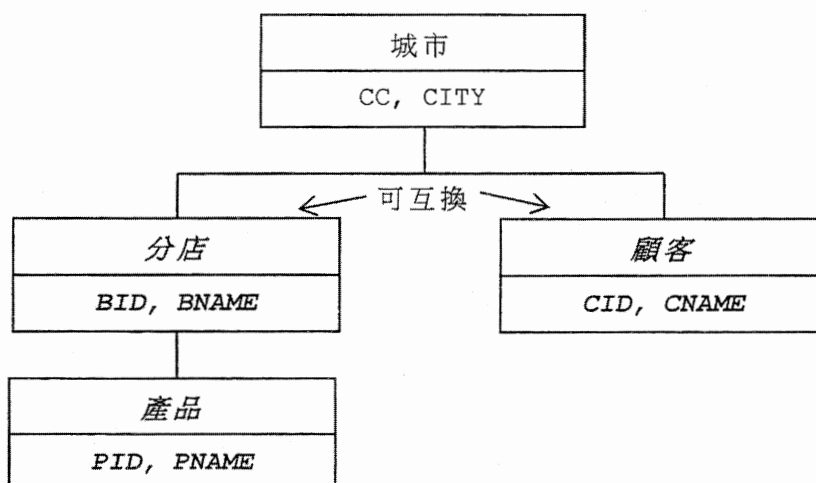 城市
CC, CITY
可互換
分店
BID, BNAME
顧客
CID, CNAME
產品
PID, PNAME